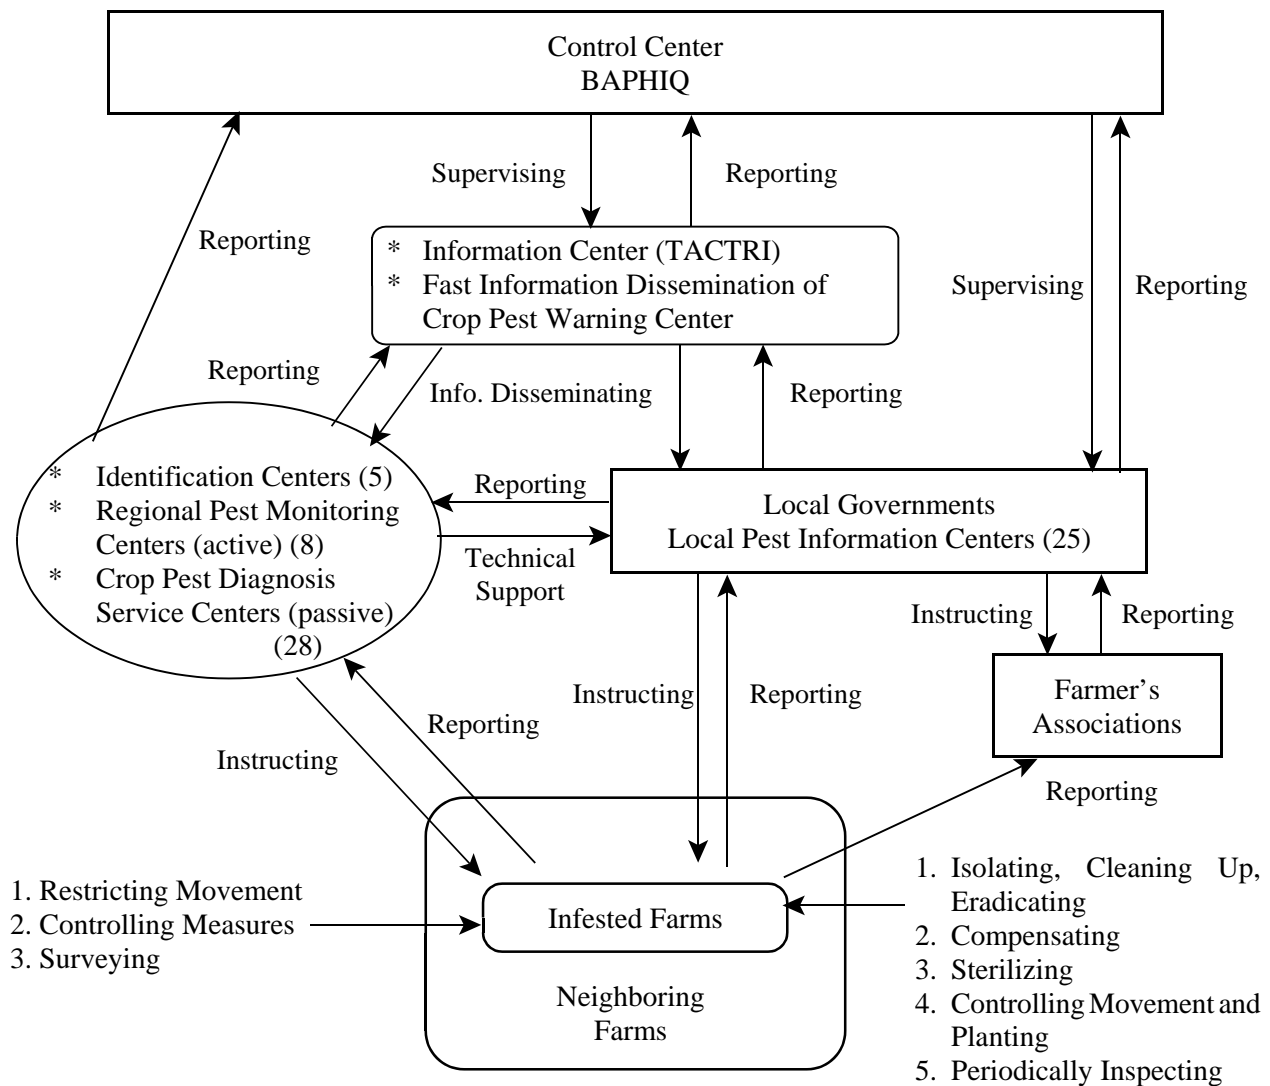 Control Center
BAPHIQ
Supervising
Reporting
Reporting
* Information Center (TACTRI)
* Fast Information Dissemination of
Crop Pest Warning Center
Supervising
Reporting
Reporting
Info. Disseminating
Reporting
* Identification Centers (5)
* Regional Pest Monitoring
Centers (active) (8)
* Crop Pest Diagnosis
Service Centers (passive)
(28)
Reporting
Technical
Support
Local Governments
Local Pest Information Centers (25)
Instructing
Reporting
Farmer’s
Associations
Instructing
Reporting
Reporting
Instructing
Reporting
1. Restricting Movement
2. Controlling Measures
3. Surveying
Infested Farms
Neighboring
Farms
1. Isolating, Cleaning Up,
Eradicating
2. Compensating
3. Sterilizing
4. Controlling Movement and
Planting
5. Periodically Inspecting